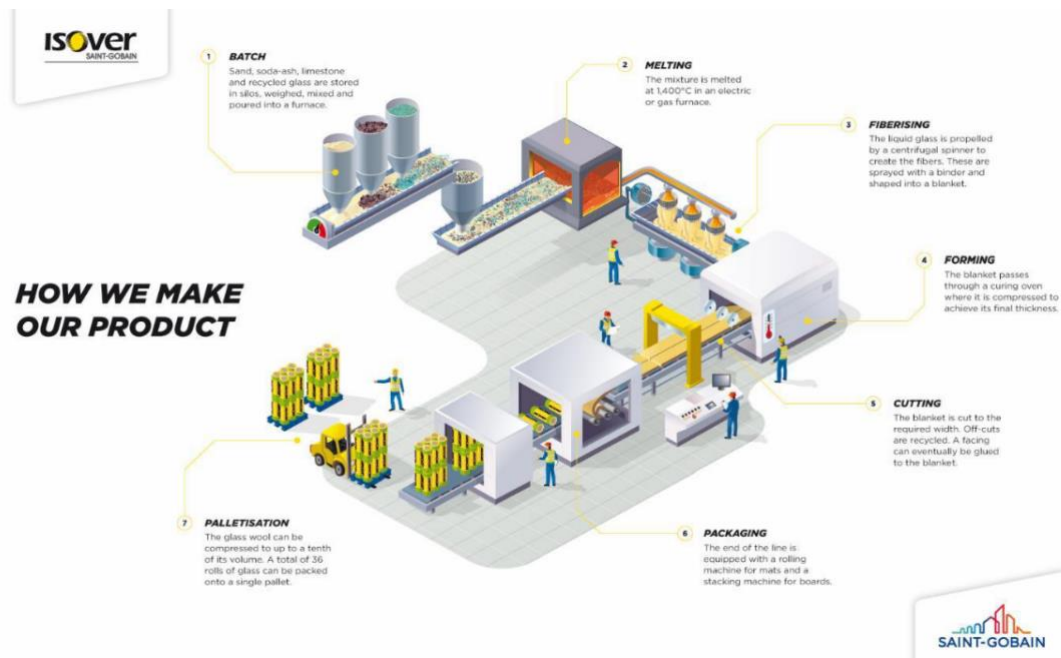 ISOVER
SAINT-GOBAIN
1
BATCH
Sand, soda-ash, limestone
and recycled glass are stored
in silos, weighed, mixed and
poured into a furnace.
2
MELTING
The mixture is melted
at 1,400°C in an electric
or gas furnace.
3
FIBERISING
The liquid glass is propelled
by a centrifugal spinner to
create the fibers. These are
sprayed with a binder and
shaped into a blanket.
4
FORMING
The blanket passes
through a curing oven
where it is compressed to
achieve its final thickness.
HOW WE MAKE
OUR PRODUCT
5
CUTTING
The blanket is cut to the
required width. Off-cuts
are recycled. A facing
can eventually be glued
to the blanket.
6
PACKAGING
The end of the line is
equipped with a rolling
machine for mats and a
stacking machine for boards.
7
PALLETISATION
The glass wool can be
compressed to up to a tenth
of its volume. A total of 36
rolls of glass can be packed
onto a single pallet.
SAINT-GOBAIN